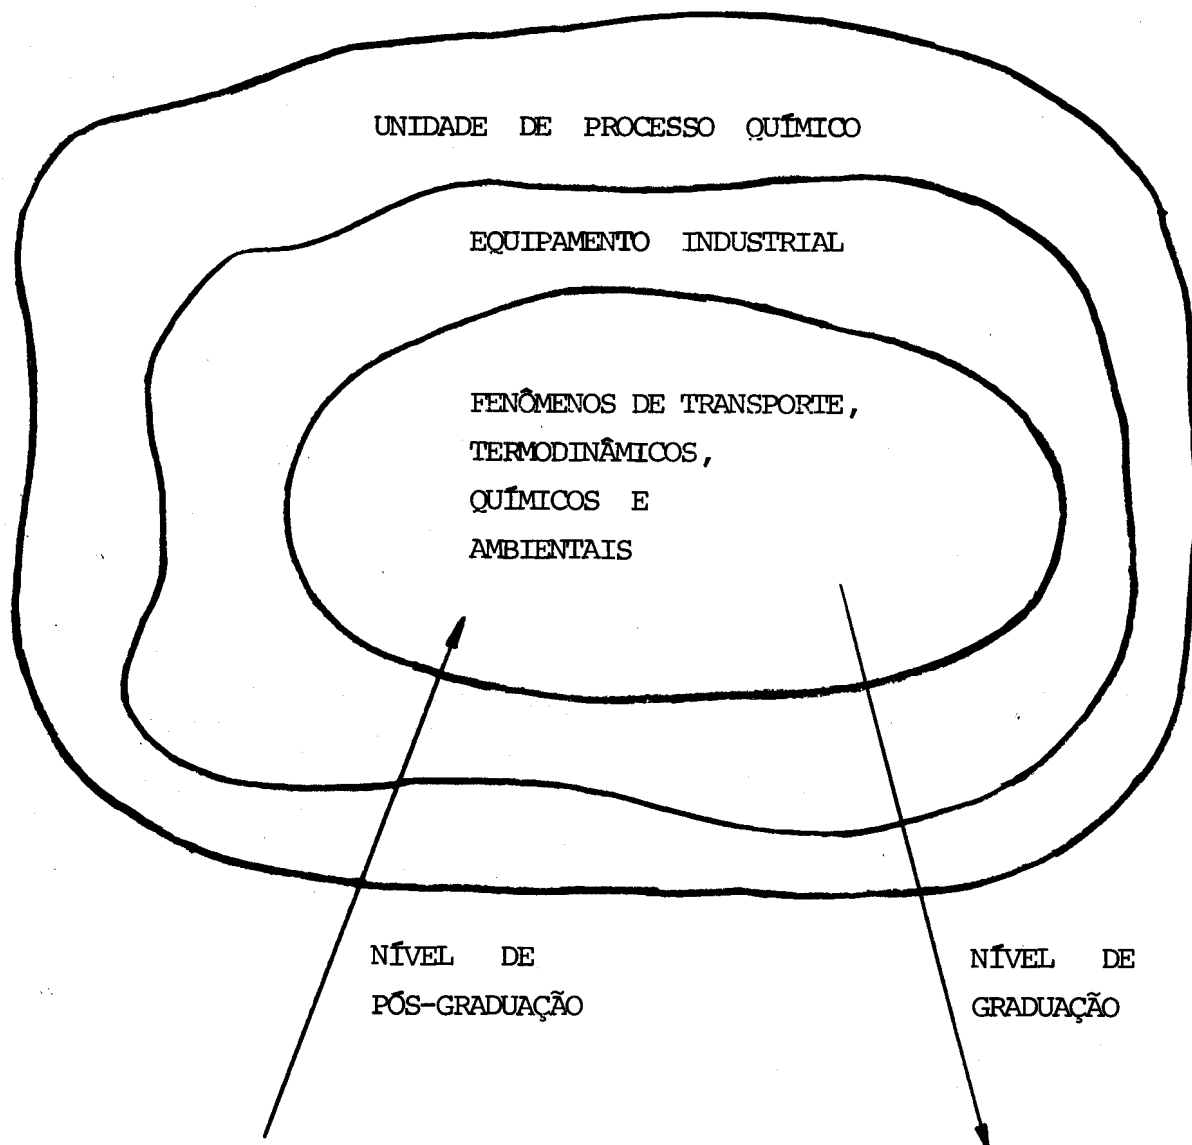 UNIDADE DE PROCESSO QUÍMICO
EQUIPAMENTO INDUSTRIAL
FENÔMENOS DE TRANSPORTE,
TERMODINÂMICOS,
QUÍMICOS E
AMBIENTAIS
NÍVEL DE
PÓS-GRADUAÇÃO
NÍVEL DE
GRADUAÇÃO